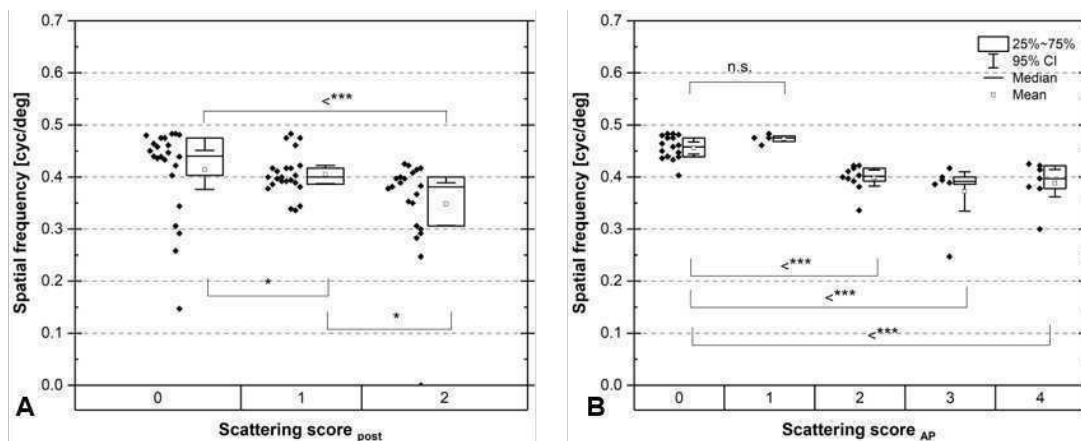 0.7
0.6
0.5
0.4
0.3
0.2
0.1
0.0
Spatial frequency [cyc/deg]
<***
*
*
0 1 2
A
Scattering score post
0.7
0.6
0.5
0.4
0.3
0.2
0.1
0.0
Spatial frequency [cyc/deg]
25%~75%
95% CI
Median
Mean
n.s.
<***
<***
<***
0 1 2 3 4
B
Scattering score AP